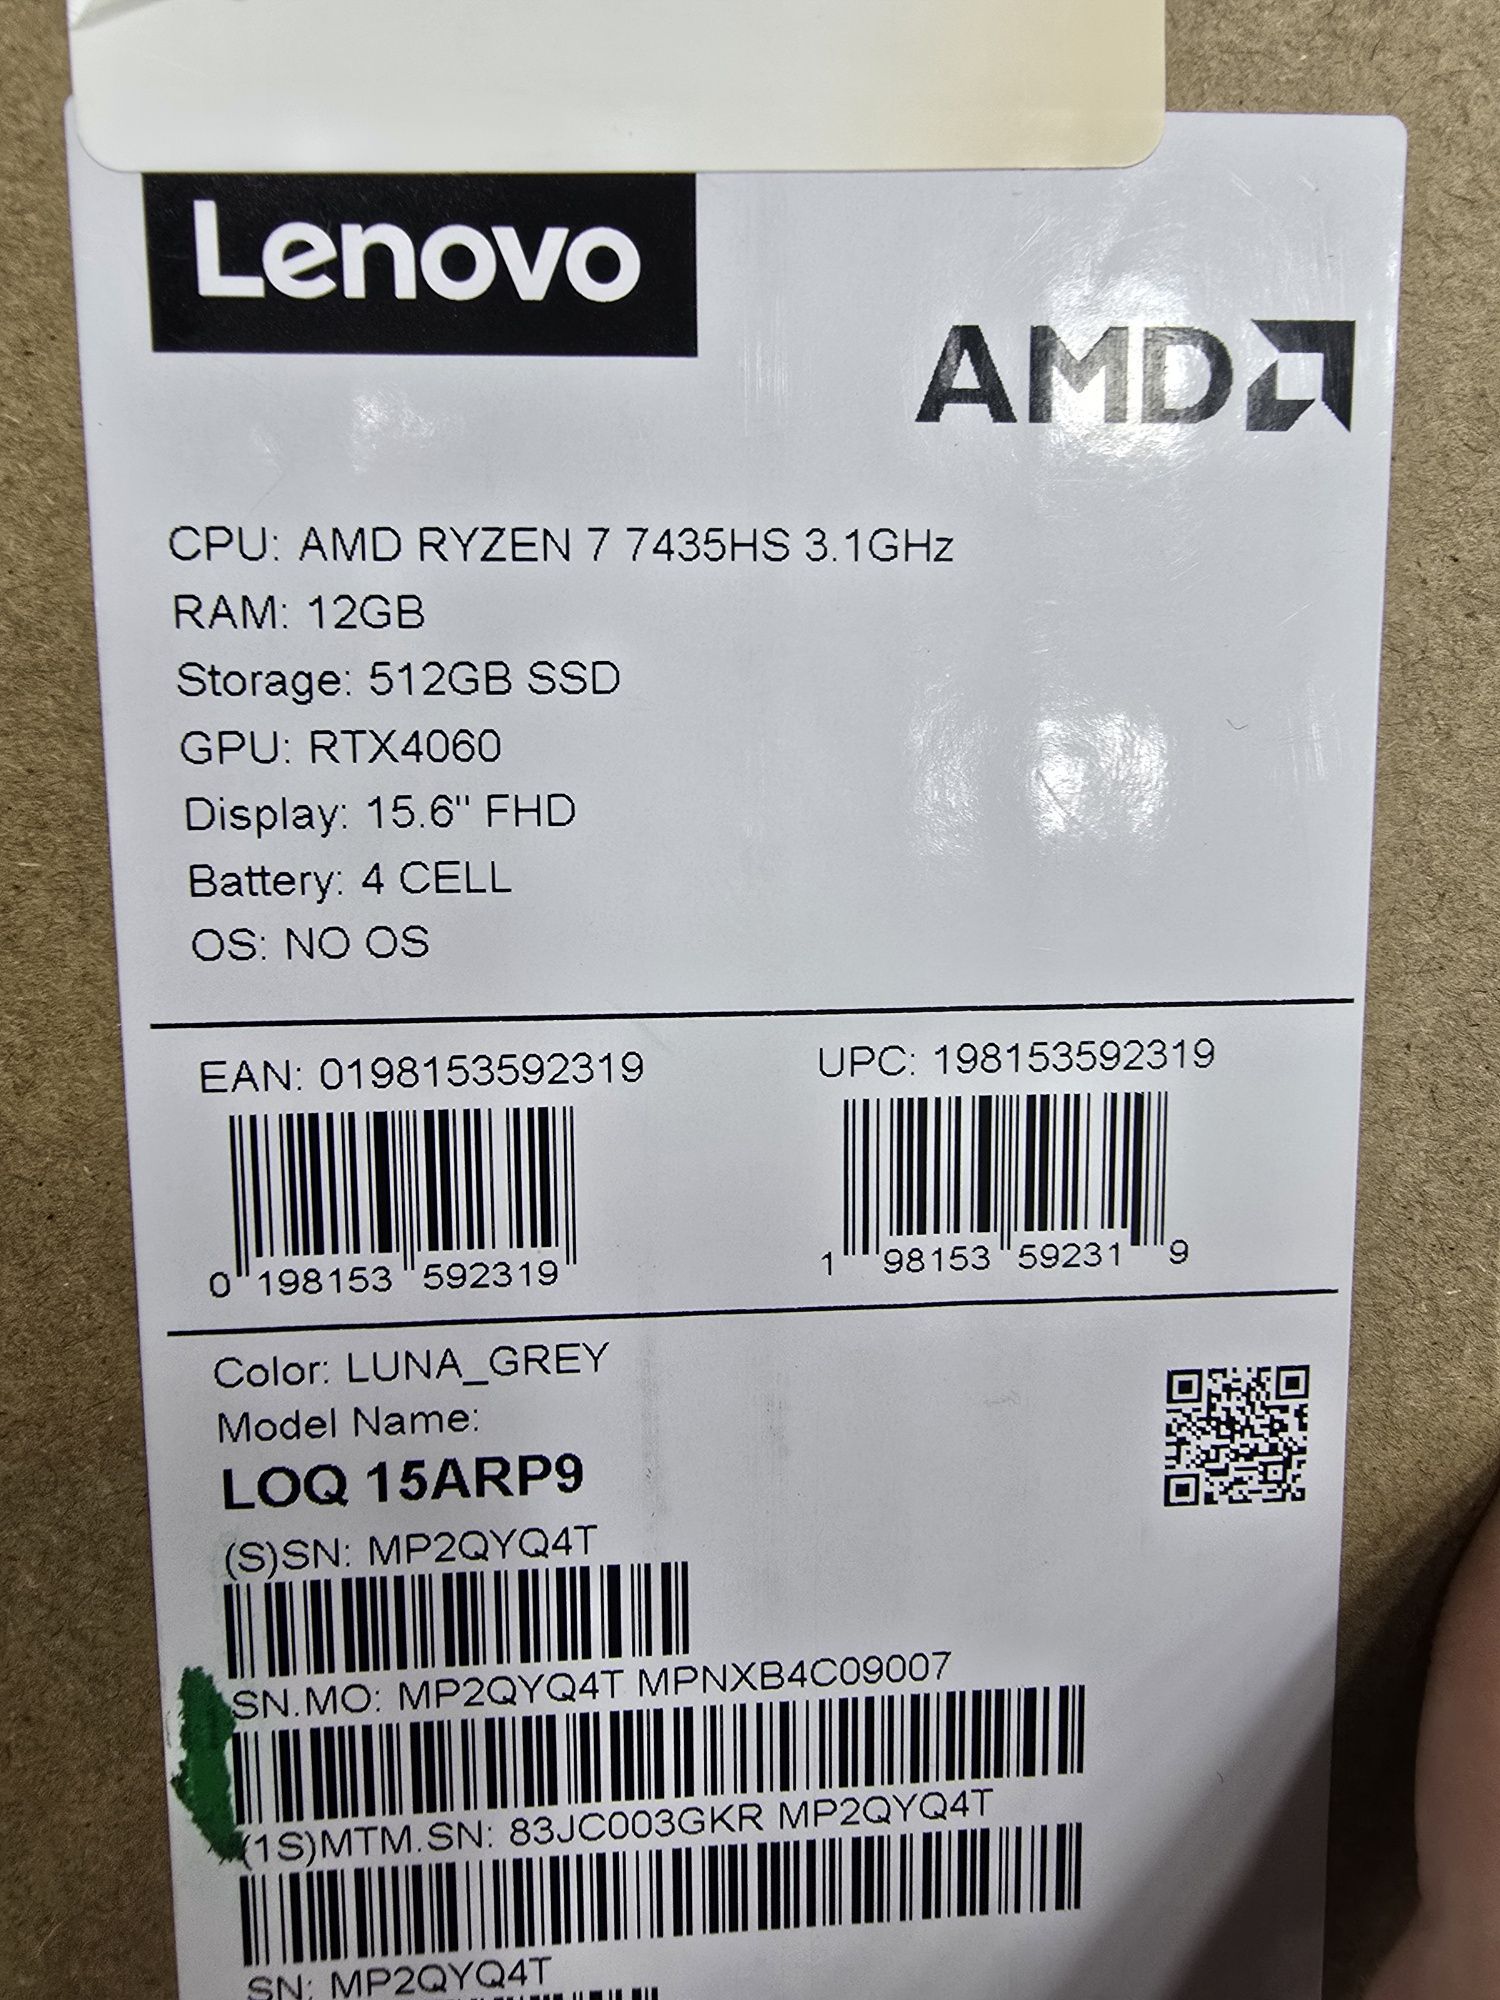 Lenovo
AMD
CPU: AMD RYZEN 7 7435HS 3.1GHz
RAM: 12GB
Storage: 512GB SSD
GPU: RTX4060
Display: 15.6" FHD
Battery: 4 CELL
OS: NO OS
EAN: 0198153592319
UPC: 198153592319
0 198153 592319
1 98153 59231 9
Color: LUNA_GREY
Model Name:
LOQ 15ARP9
(S)SN: MP2QYQ4T
SN.MO: MP2QYQ4T MPNXB4C09007
(1S)MTM.SN: 83JC003GKR MP2QYQ4T
SN: MP2QYQ4T